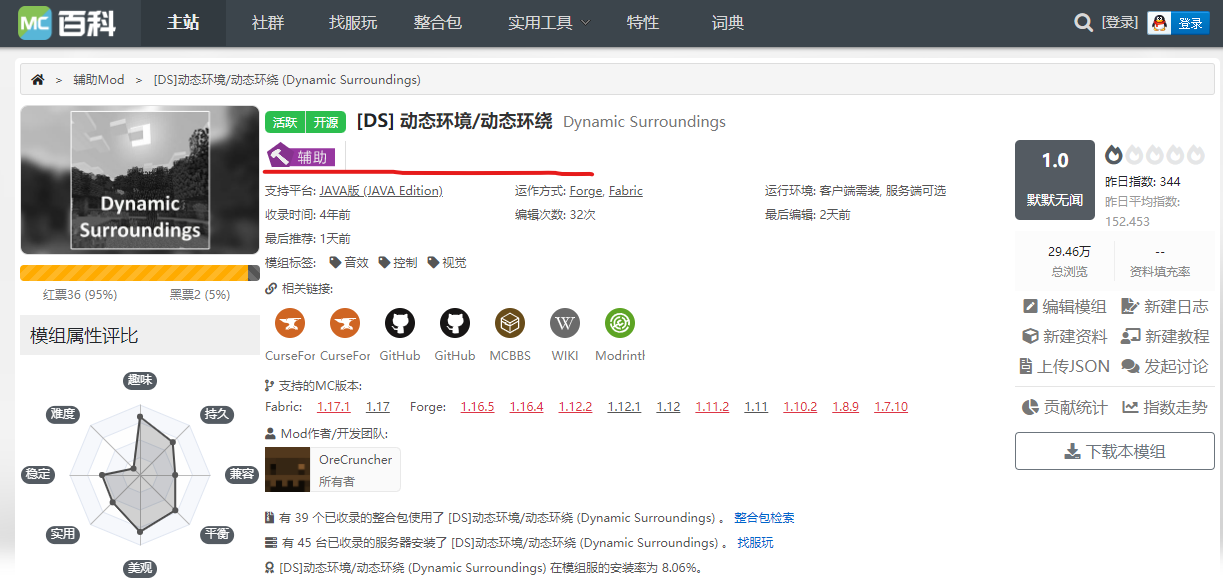 MC百科 主站 社群 找服玩 整合包 实用工具 特性 词典 [登录] 登录
> 辅助Mod > [DS]动态环境/动态环绕 (Dynamic Surroundings)
Dynamic
Surroundings
红票36 (95%) 黑票2 (5%)
模组属性评比
趣味
难度 持久
稳定 兼容
实用 平衡
美观
活跃 开源 [DS] 动态环境/动态环绕 Dynamic Surroundings
辅助
支持平台: JAVA版 (JAVA Edition) 运作方式: Forge, Fabric 运行环境: 客户端需装, 服务端可选
收录时间: 4年前 编辑次数: 32次 最后编辑: 2天前
最后推荐: 1天前
模组标签: 音效 控制 视觉
相关链接:
W
CurseFor CurseFor GitHub GitHub MCBBS WIKI Modrinth
支持的MC版本:
Fabric: 1.17.1 1.17 Forge: 1.16.5 1.16.4 1.12.2 1.12.1 1.12 1.11.2 1.11 1.10.2 1.8.9 1.7.10
Mod作者/开发团队:
OreCruncher
所有者
有 39 个已收录的整合包使用了 [DS]动态环境/动态环绕 (Dynamic Surroundings) 。 整合包检索
有 45 台已收录的服务器安装了 [DS]动态环境/动态环绕 (Dynamic Surroundings) 。 找服玩
[DS]动态环境/动态环绕 (Dynamic Surroundings) 在模组服的安装率为 8.06%。
1.0
默默无闻
昨日指数: 344
昨日平均指数:
152.453
29.46万 --
总浏览 资料填充率
编辑模组 新建日志
新建资料 新建教程
上传JSON 发起讨论
贡献统计 指数走势
下载本模组